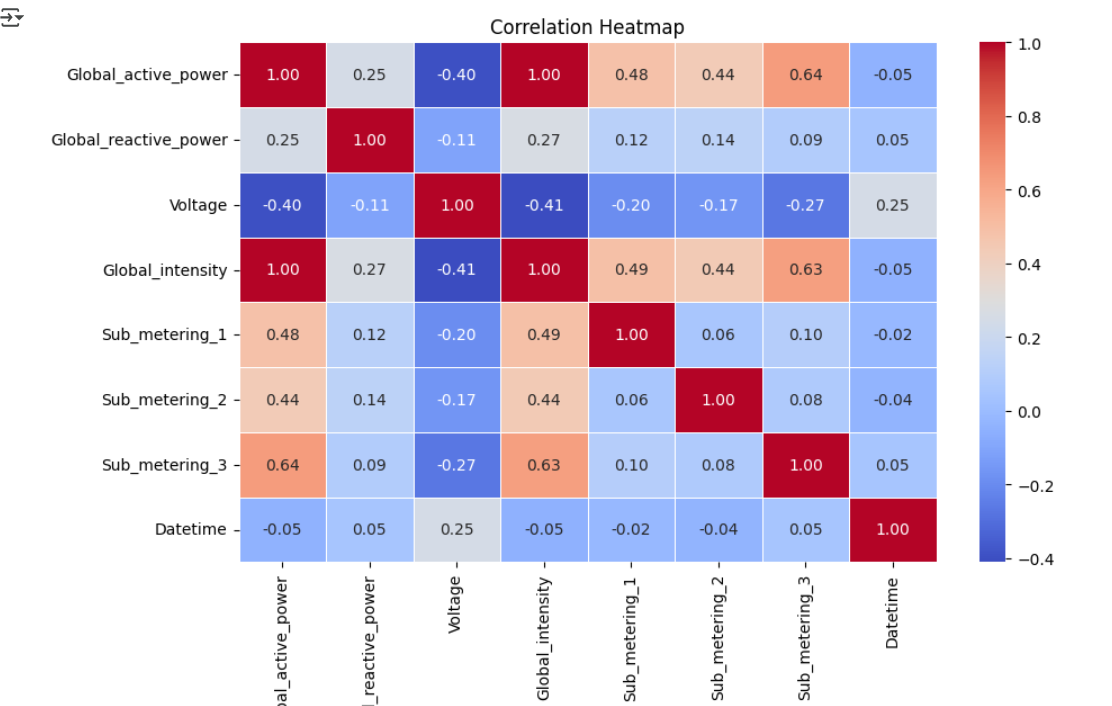 Correlation Heatmap
Global_active_power 1.00 0.25 -0.40 1.00 0.48 0.44 0.64 -0.05
Global_reactive_power 0.25 1.00 -0.11 0.27 0.12 0.14 0.09 0.05
Voltage -0.40 -0.11 1.00 -0.41 -0.20 -0.17 -0.27 0.25
Global_intensity 1.00 0.27 -0.41 1.00 0.49 0.44 0.63 -0.05
Sub_metering_1 0.48 0.12 -0.20 0.49 1.00 0.06 0.10 -0.02
Sub_metering_2 0.44 0.14 -0.17 0.44 0.06 1.00 0.08 -0.04
Sub_metering_3 0.64 0.09 -0.27 0.63 0.10 0.08 1.00 0.05
Datetime -0.05 0.05 0.25 -0.05 -0.02 -0.04 0.05 1.00
bal_active_power
l_reactive_power
Voltage
Global_intensity
Sub_metering_1
Sub_metering_2
Sub_metering_3
Datetime
1.0
0.8
0.6
0.4
0.2
0.0
−0.2
−0.4